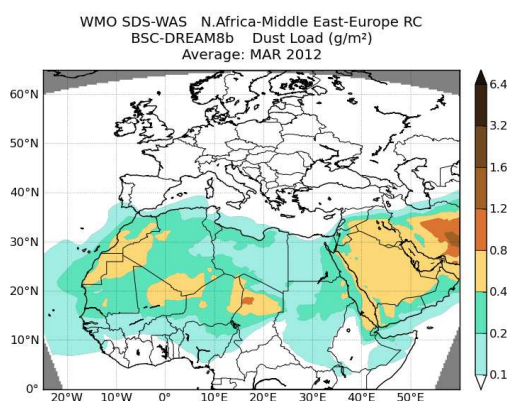 WMO SDS-WAS N.Africa-Middle East-Europe RC
BSC-DREAM8b Dust Load (g/m²)
Average: MAR 2012
60°N
50°N
40°N
30°N
20°N
10°N
0°
20°W
10°W
0°
10°E
20°E
30°E
40°E
50°E
6.4
3.2
1.6
1.2
0.8
0.4
0.2
0.1